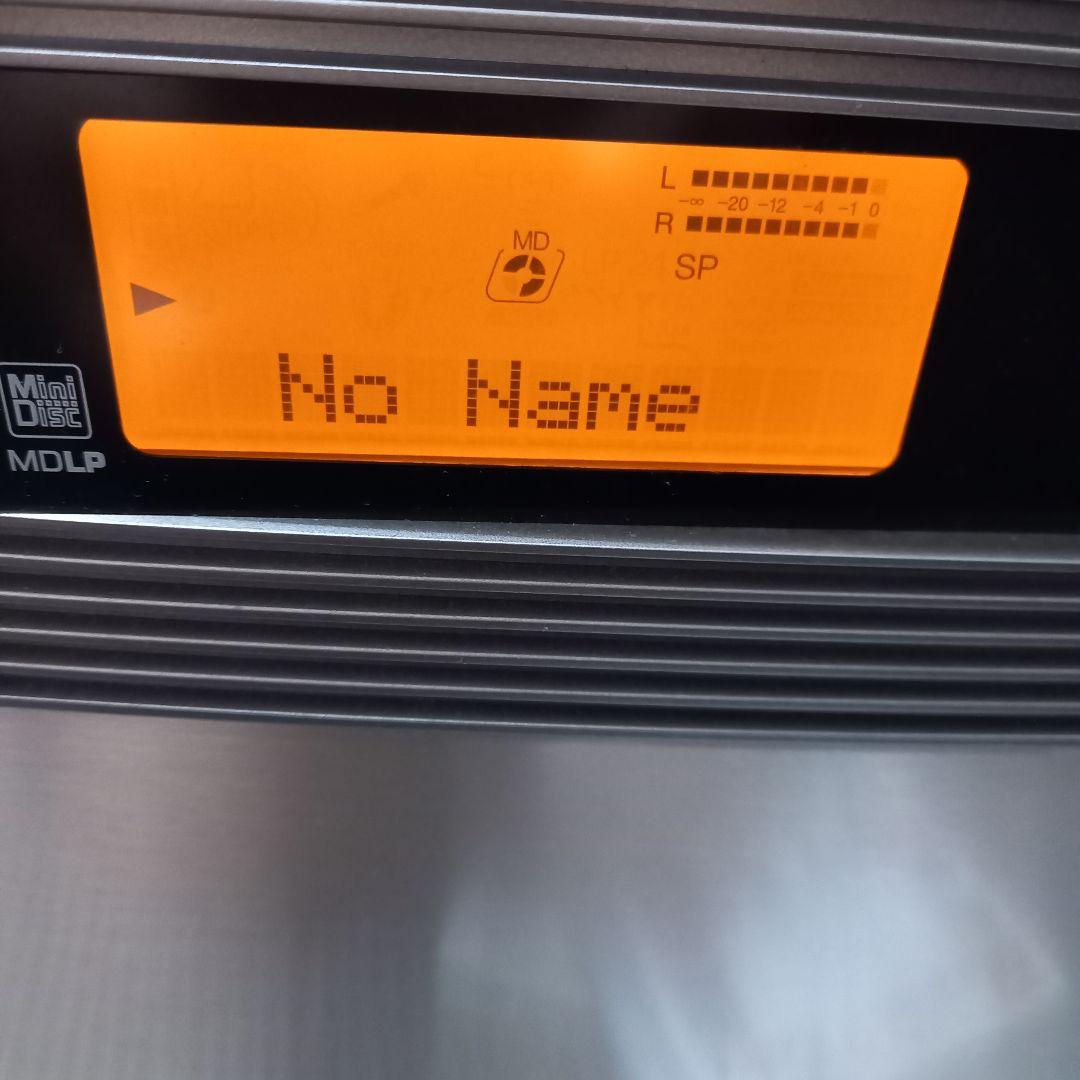 L
-∞ -20 -12 -4 -1 0
R
MD
SP
No Name
Mini
Disc
MDLP